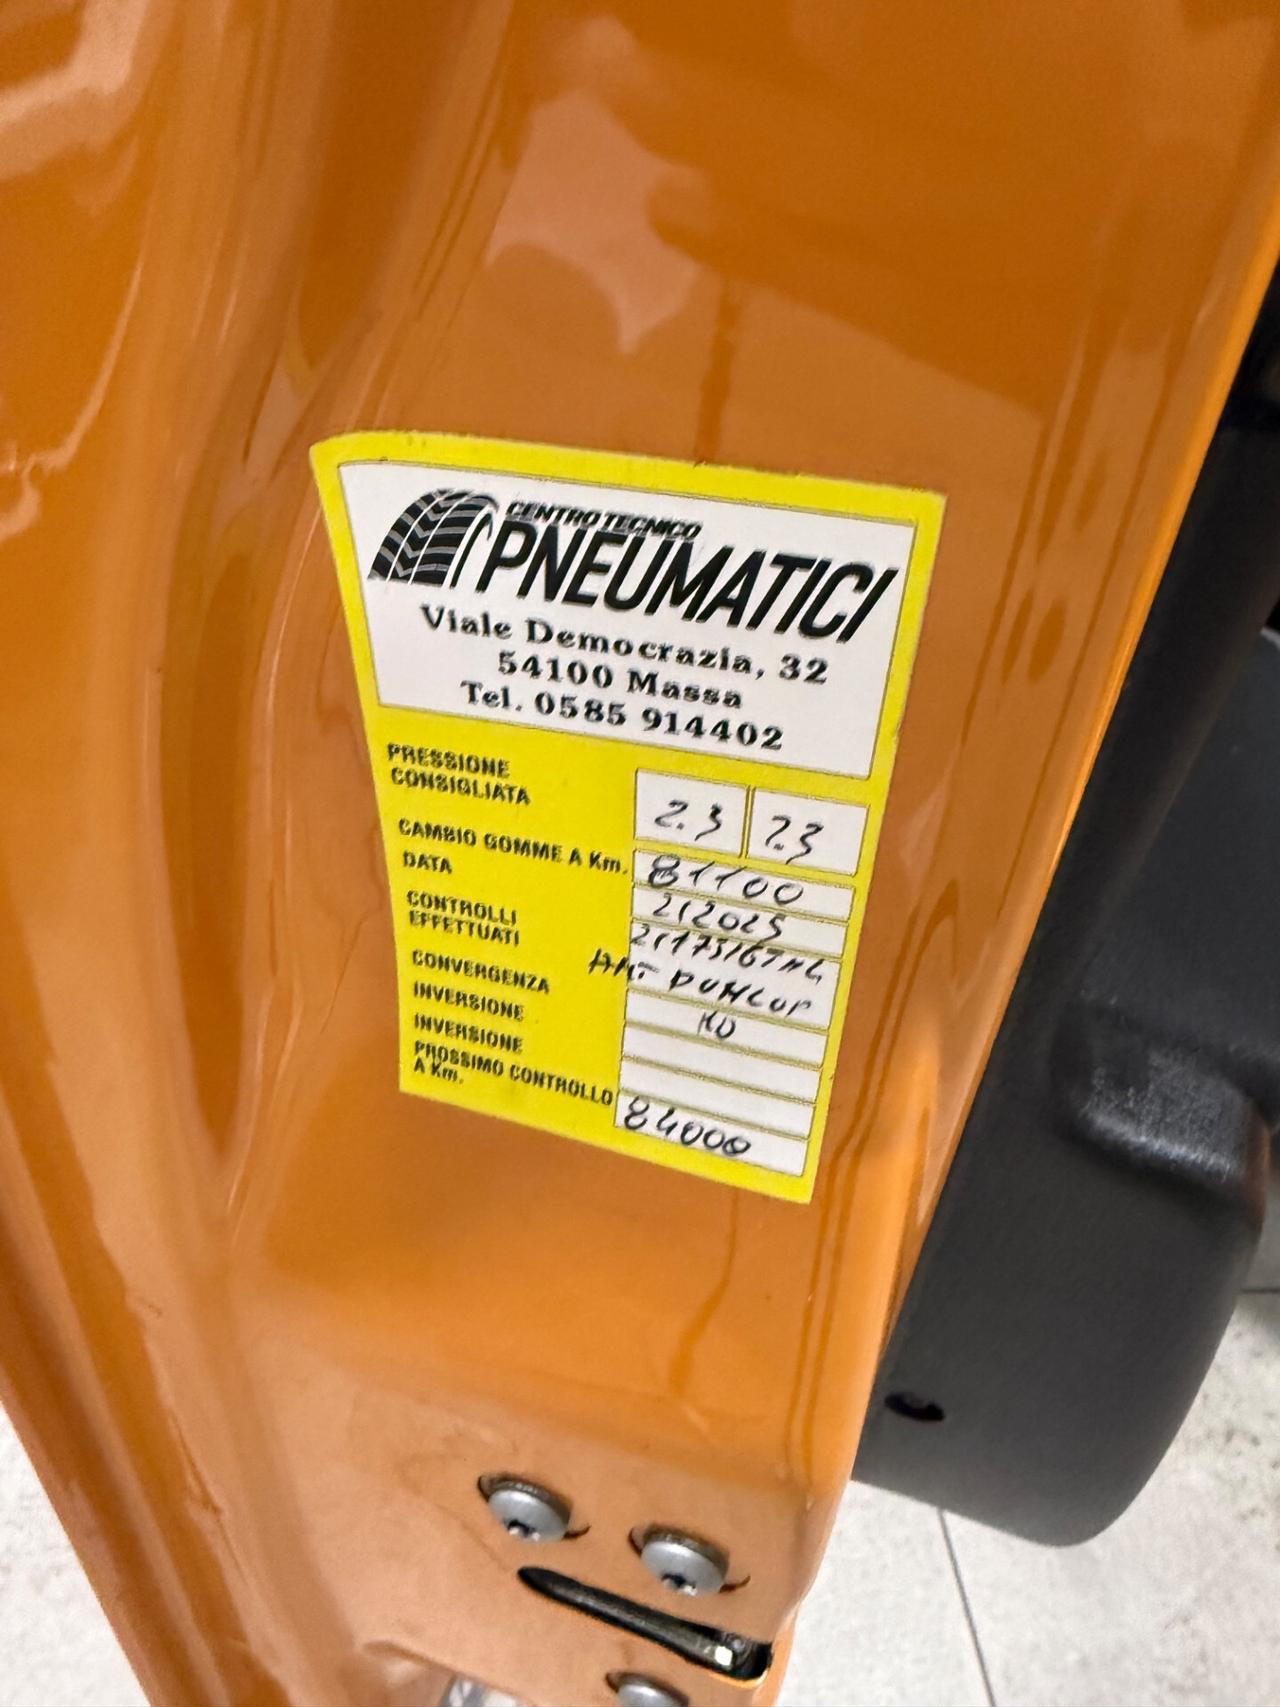 CENTRO TECNICO
PNEUMATICI
Viale Democrazia, 32
54100 Massa
Tel. 0585 914402
PRESSIONE
CONSIGLIATA
2.3 2.3
CAMBIO GOMME A Km. 81100
DATA 2/2025
CONTROLLI
EFFETTUATI
DUNLOP
CONVERGENZA NO
INVERSIONE
INVERSIONE
PROSSIMO CONTROLLO
A Km. 84000